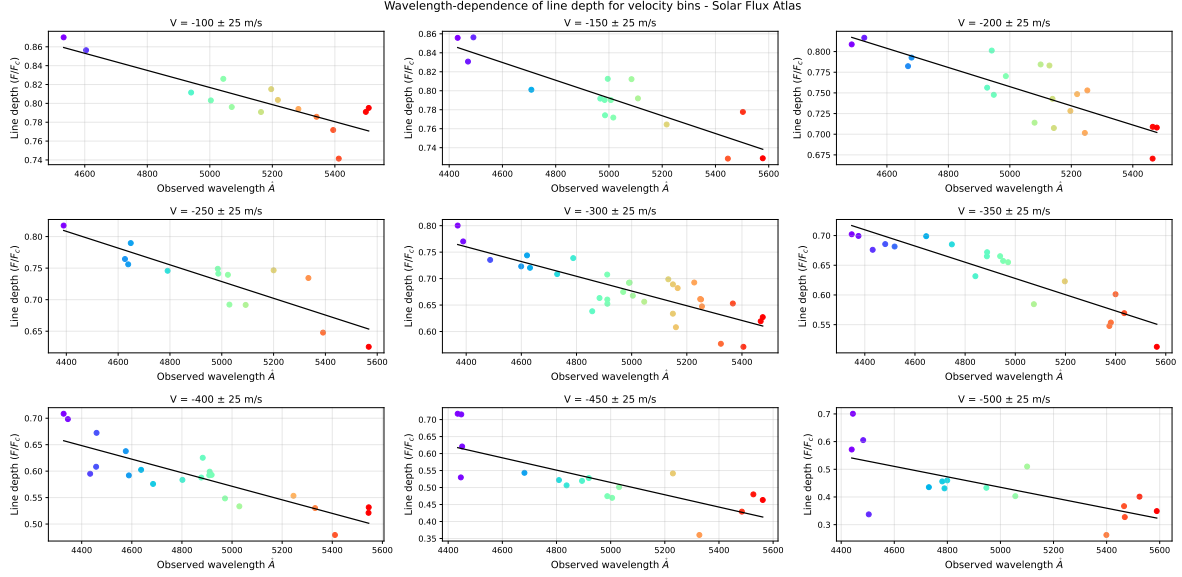 Wavelength-dependence of line depth for velocity bins - Solar Flux Atlas
V = -100 ± 25 m/s
V = -150 ± 25 m/s
V = -200 ± 25 m/s
Line depth (F/Fc)
0.86
0.84
0.82
0.80
0.78
0.76
0.74
4600 4800 5000 5200 5400
Observed wavelength Å
Line depth (F/Fc)
0.86
0.84
0.82
0.80
0.78
0.76
0.74
4400 4600 4800 5000 5200 5400 5600
Observed wavelength Å
Line depth (F/Fc)
0.800
0.775
0.750
0.725
0.700
0.675
4600 4800 5000 5200 5400
Observed wavelength Å
V = -250 ± 25 m/s
V = -300 ± 25 m/s
V = -350 ± 25 m/s
Line depth (F/Fc)
0.80
0.75
0.70
0.65
4400 4600 4800 5000 5200 5400 5600
Observed wavelength Å
Line depth (F/Fc)
0.80
0.75
0.70
0.65
0.60
4400 4600 4800 5000 5200 5400
Observed wavelength Å
Line depth (F/Fc)
0.70
0.65
0.60
0.55
4400 4600 4800 5000 5200 5400 5600
Observed wavelength Å
V = -400 ± 25 m/s
V = -450 ± 25 m/s
V = -500 ± 25 m/s
Line depth (F/Fc)
0.70
0.65
0.60
0.55
0.50
4400 4600 4800 5000 5200 5400 5600
Observed wavelength Å
Line depth (F/Fc)
0.70
0.65
0.60
0.55
0.50
0.45
0.40
0.35
4400 4600 4800 5000 5200 5400 5600
Observed wavelength Å
Line depth (F/Fc)
0.7
0.6
0.5
0.4
0.3
4400 4600 4800 5000 5200 5400 5600
Observed wavelength Å